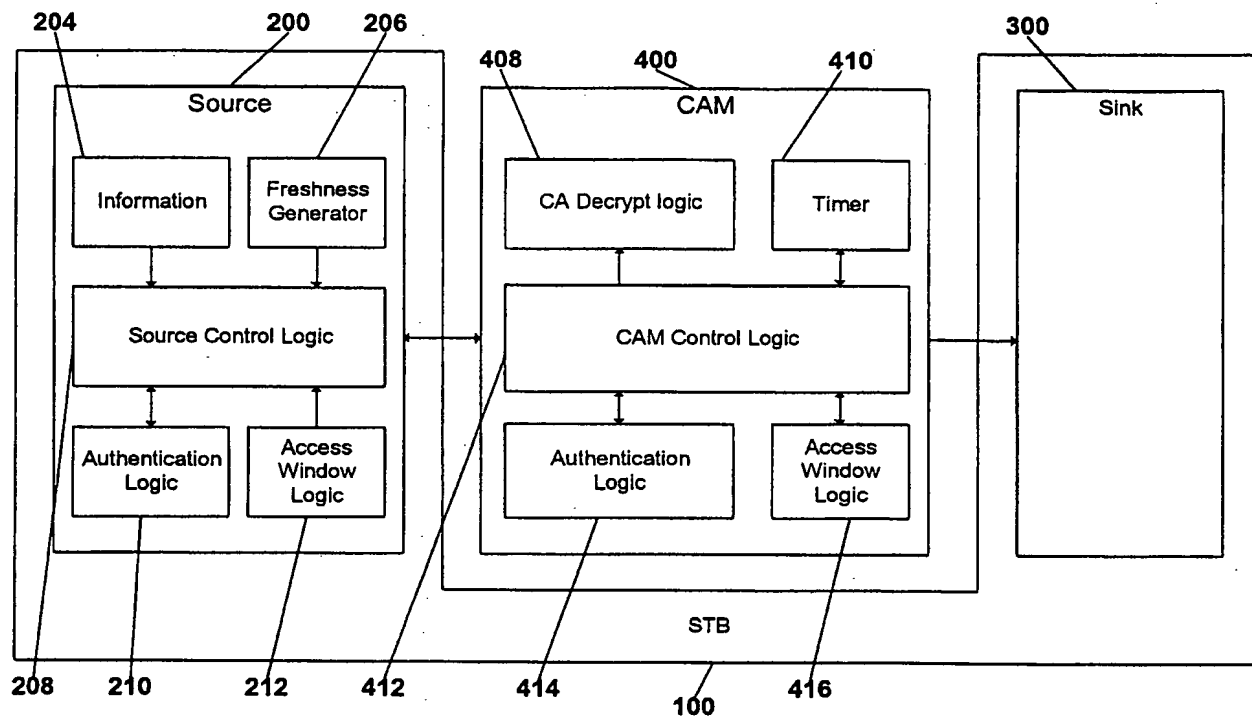 204 200 206 408 400 410 300
Source CAM Sink
Information
Freshness
Generator
CA Decrypt logic
Timer
Source Control Logic
CAM Control Logic
Authentication
Logic
Access
Window
Logic
Authentication
Logic
Access
Window
Logic
STB
208 210 212 412 414 100 416